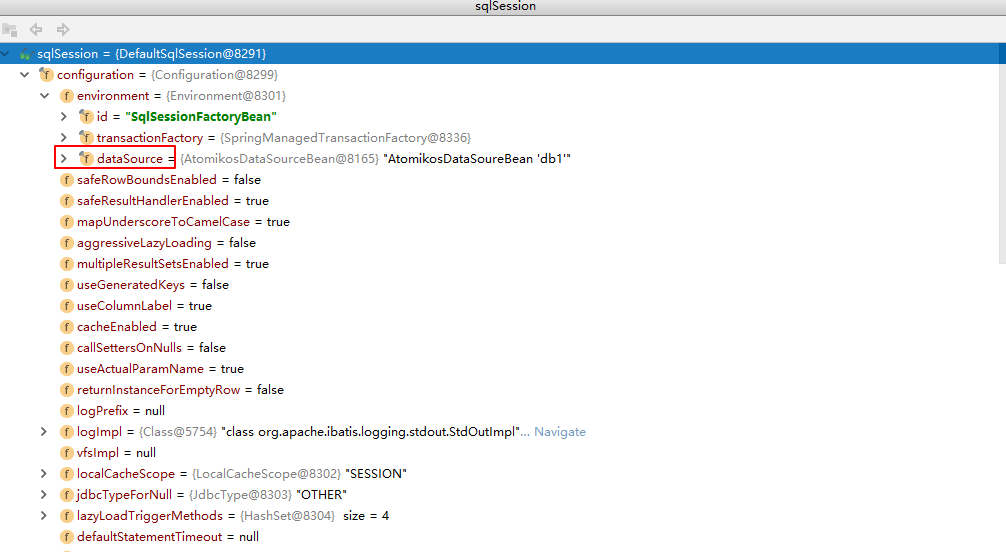 sqlSession
sqlSession = {DefaultSqlSession@8291}
f configuration = {Configuration@8299}
f environment = {Environment@8301}
f id = "SqlSessionFactoryBean"
f transactionFactory = {SpringManagedTransactionFactory@8336}
f dataSource = {AtomikosDataSourceBean@8165} "AtomikosDataSoureBean 'db1'"
f safeRowBoundsEnabled = false
f safeResultHandlerEnabled = true
f mapUnderscoreToCamelCase = true
f aggressiveLazyLoading = false
f multipleResultSetsEnabled = true
f useGeneratedKeys = false
f useColumnLabel = true
f cacheEnabled = true
f callSettersOnNulls = false
f useActualParamName = true
f returnInstanceForEmptyRow = false
f logPrefix = null
f logImpl = {Class@5754} "class org.apache.ibatis.logging.stdout.StdOutImpl"... Navigate
f vfsImpl = null
f localCacheScope = {LocalCacheScope@8302} "SESSION"
f jdbcTypeForNull = {JdbcType@8303} "OTHER"
f lazyLoadTriggerMethods = {HashSet@8304} size = 4
f defaultStatementTimeout = null